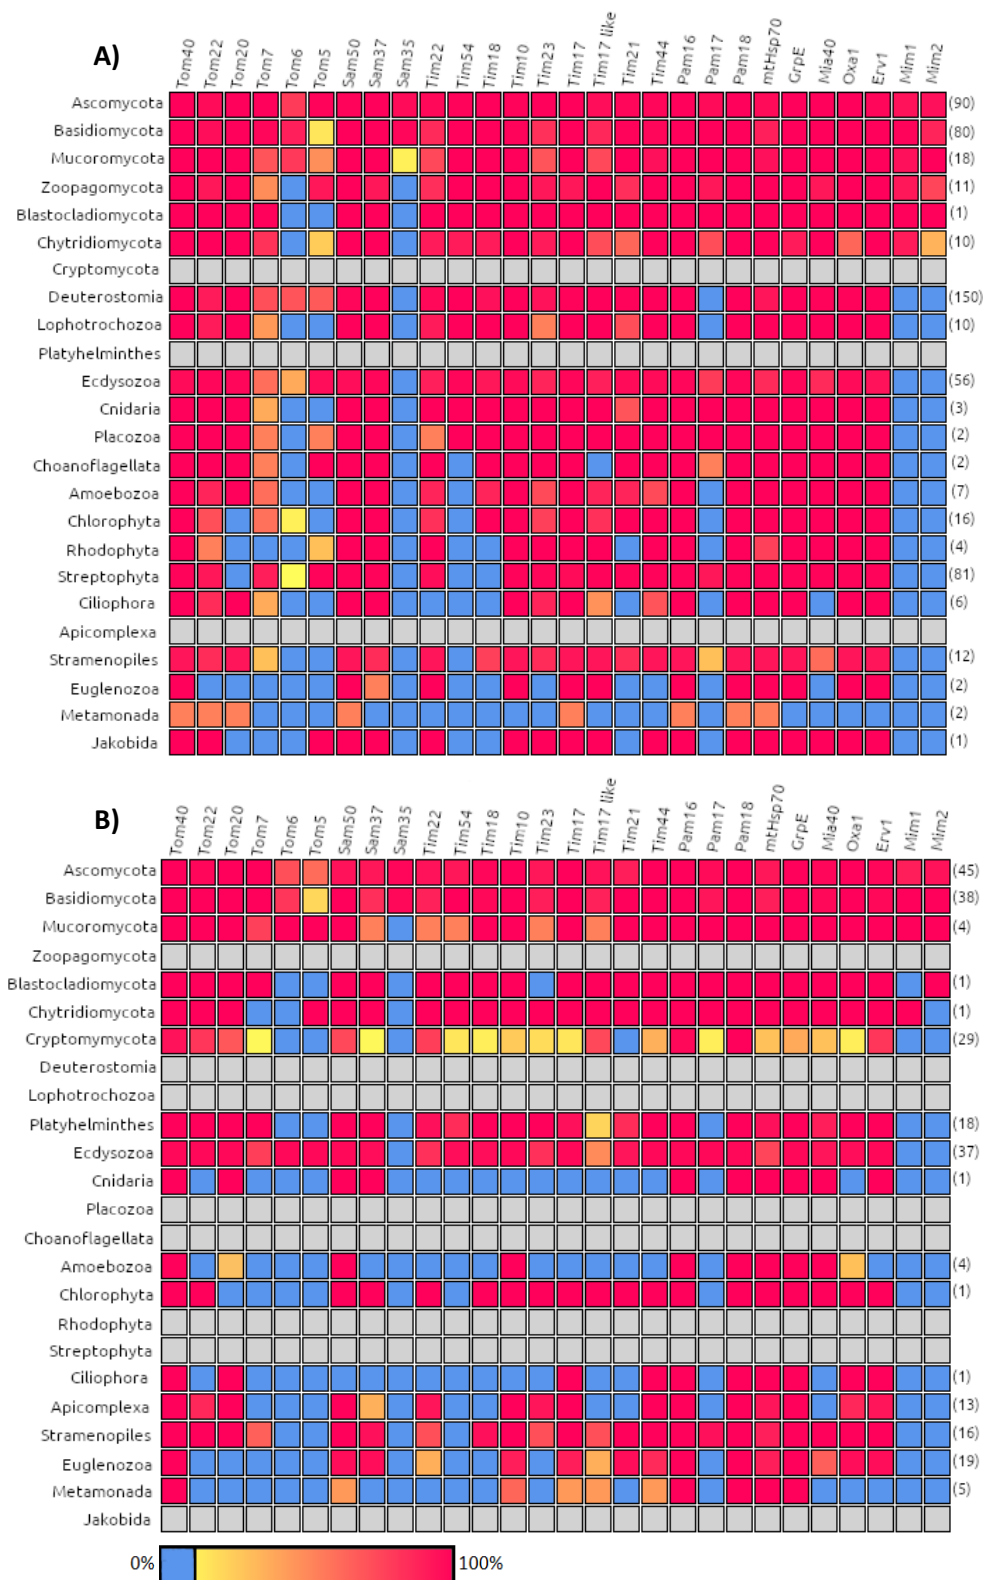 A)
Tom40 Tom22 Tom20 Tom7 Tom6 Tom5 Sam50 Sam37 Sam35 Tim22 Tim54 Tim18 Tim10 Tim23 Tim17 Tim17 like Tim21 Tim44 Pam16 Pam17 Pam18 mtHsp70 GrpE Mia40 Oxa1 Erv1 Mim1 Mim2
Ascomycota (90)
Basidiomycota (80)
Mucoromycota (18)
Zoopagomycota (11)
Blastocladiomycota (1)
Chytridiomycota (10)
Cryptomycota
Deuterostomia (150)
Lophotrochozoa (10)
Platyhelminthes
Ecdysozoa (56)
Cnidaria (3)
Placozoa (2)
Choanoflagellata (2)
Amoebozoa (7)
Chlorophyta (16)
Rhodophyta (4)
Streptophyta (81)
Ciliophora (6)
Apicomplexa
Stramenopiles (12)
Euglenozoa (2)
Metamonada (2)
Jakobida (1)
B)
Tom40 Tom22 Tom20 Tom7 Tom6 Tom5 Sam50 Sam37 Sam35 Tim22 Tim54 Tim18 Tim10 Tim23 Tim17 Tim17 like Tim21 Tim44 Pam16 Pam17 Pam18 mtHsp70 GrpE Mia40 Oxa1 Erv1 Mim1 Mim2
Ascomycota (45)
Basidiomycota (38)
Mucoromycota (4)
Zoopagomycota
Blastocladiomycota (1)
Chytridiomycota (1)
Cryptomymycota (29)
Deuterostomia
Lophotrochozoa
Platyhelminthes (18)
Ecdysozoa (37)
Cnidaria (1)
Placozoa
Choanoflagellata
Amoebozoa (4)
Chlorophyta (1)
Rhodophyta
Streptophyta
Ciliophora (1)
Apicomplexa (13)
Stramenopiles (16)
Euglenozoa (19)
Metamonada (5)
Jakobida
0% 100%